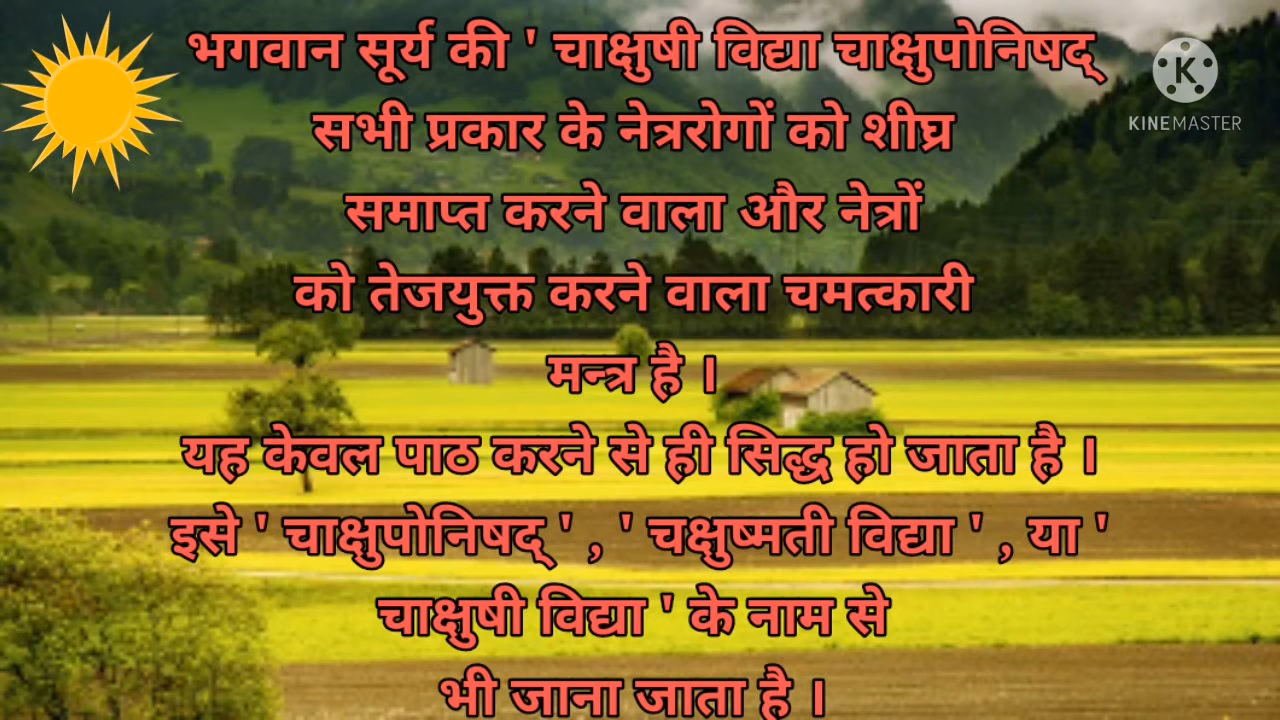 भगवान सूर्य की ' चाक्षुषी विद्या चाक्षुपोनिषद्
सभी प्रकार के नेत्ररोगों को शीघ्र
समाप्त करने वाला और नेत्रों
को तेजयुक्त करने वाला चमत्कारी
मन्त्र है ।
यह केवल पाठ करने से ही सिद्ध हो जाता है ।
इसे ' चाक्षुपोनिषद् ' , ' चक्षुष्मती विद्या ' , या '
चाक्षुषी विद्या ' के नाम से
भी जाना जाता है ।
K
KINEMASTER